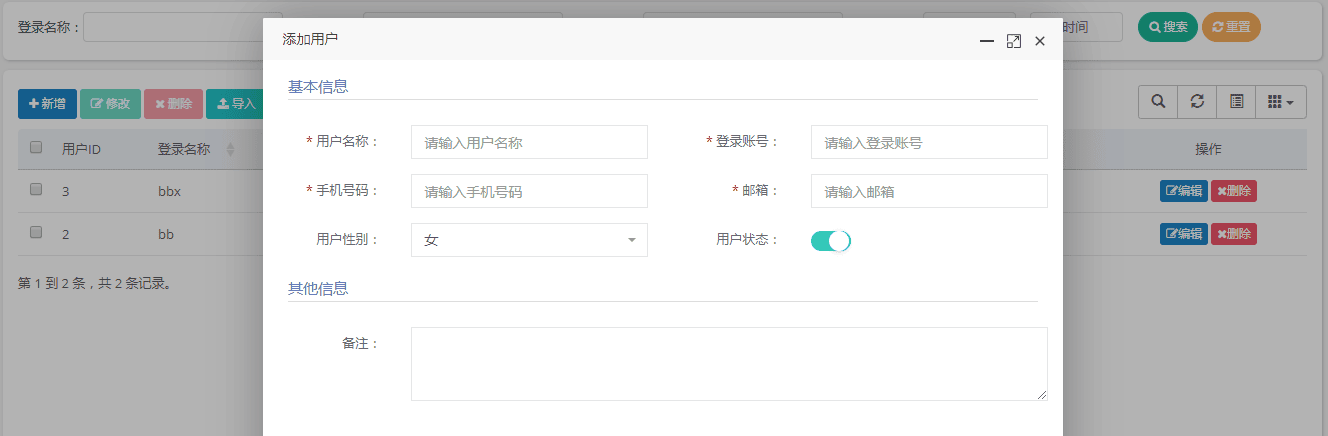 登录名称：
时间
搜索
重置
添加用户
基本信息
* 用户名称：
请输入用户名称
* 登录账号：
请输入登录账号
* 手机号码：
请输入手机号码
* 邮箱：
请输入邮箱
用户性别：
女
用户状态：
其他信息
备注：
新增 修改 删除 导入
用户ID 登录名称 操作
3 bbx 编辑 删除
2 bb 编辑 删除
第 1 到 2 条，共 2 条记录。